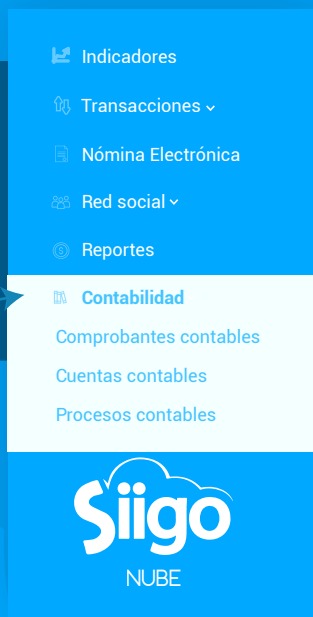 Indicadores
Transacciones
Nómina Electrónica
Red social
Reportes
Contabilidad
Comprobantes contables
Cuentas contables
Procesos contables
Siigo
NUBE